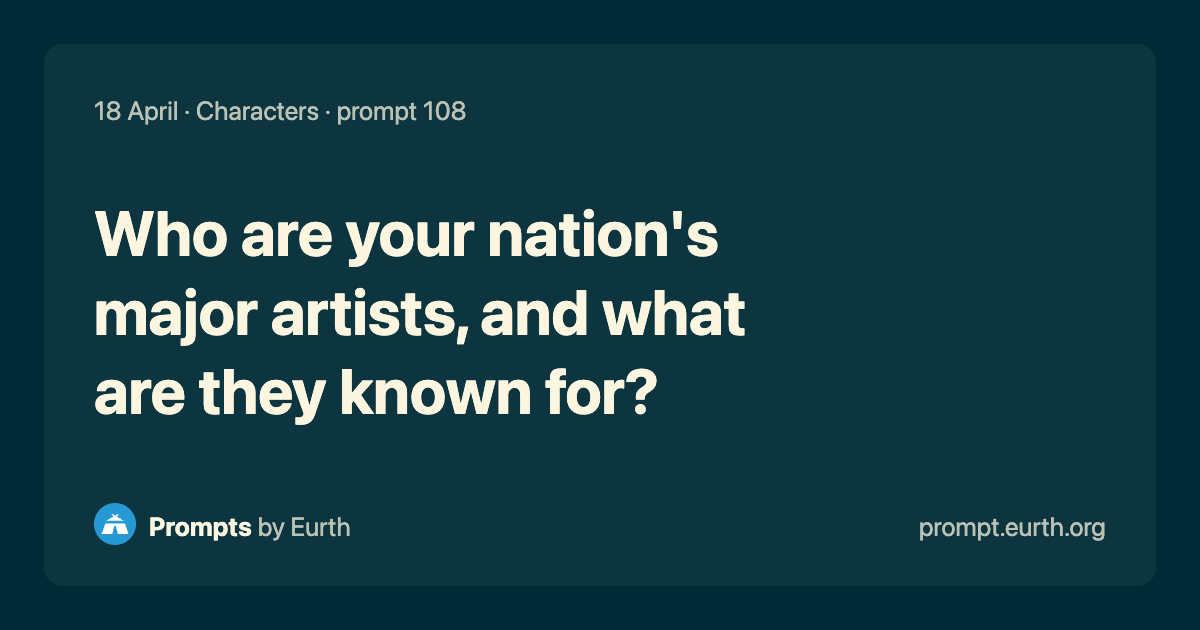 18 April · Characters · prompt 108
Who are your nation's
major artists, and what
are they known for?
Prompts by Eurth
prompt.eurth.org